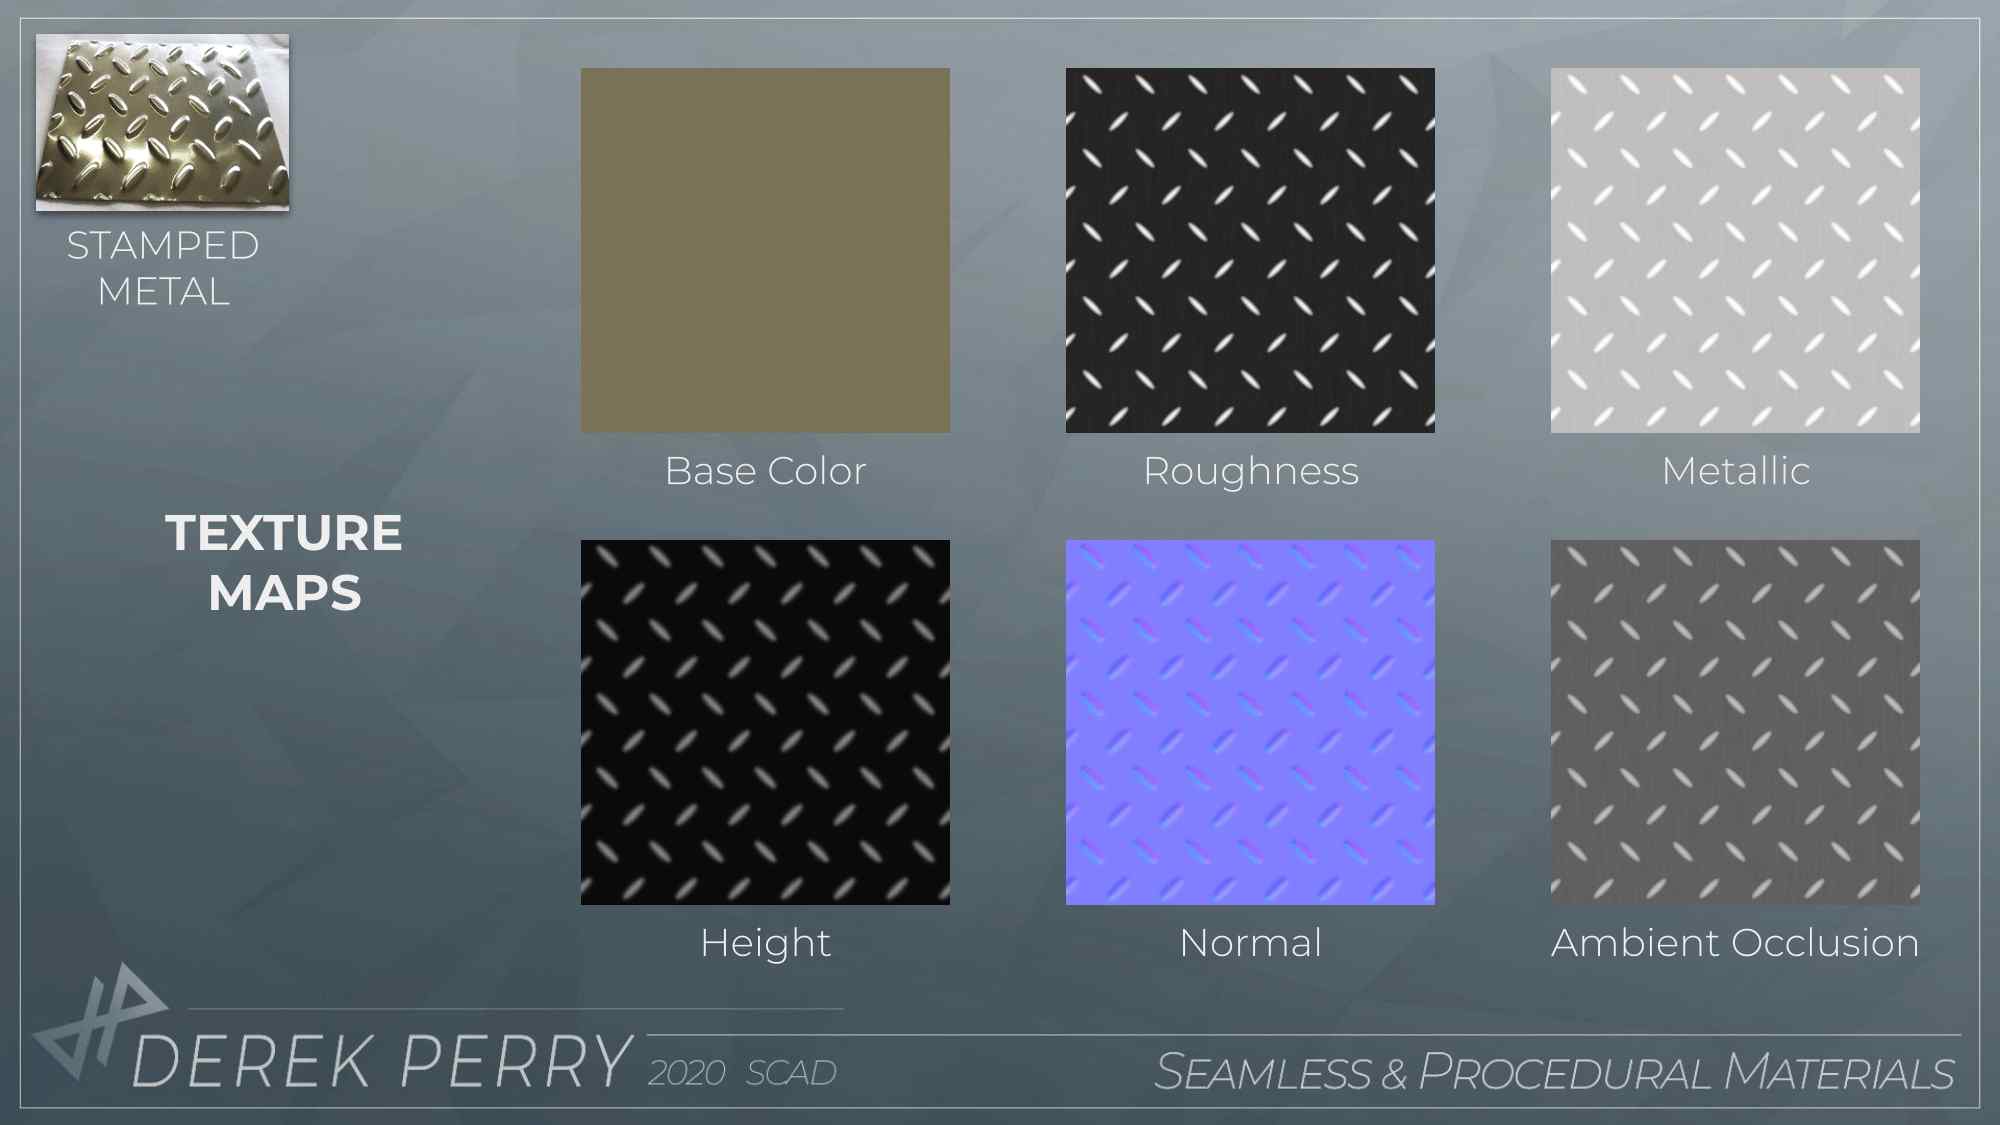 STAMPED
METAL
TEXTURE
MAPS
Base Color
Roughness
Metallic
Height
Normal
Ambient Occlusion
DEREK PERRY 2020 SCAD
SEAMLESS & PROCEDURAL MATERIALS